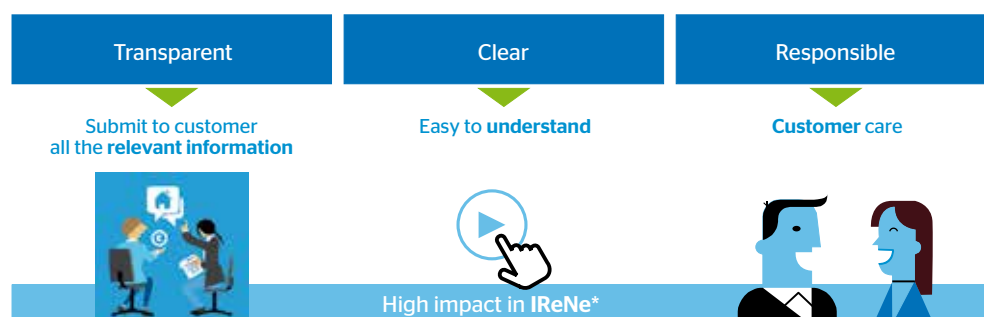 Transparent
Clear
Responsible
Submit to customer
all the relevant information
Easy to understand
Customer care
€
High impact in IReNe*